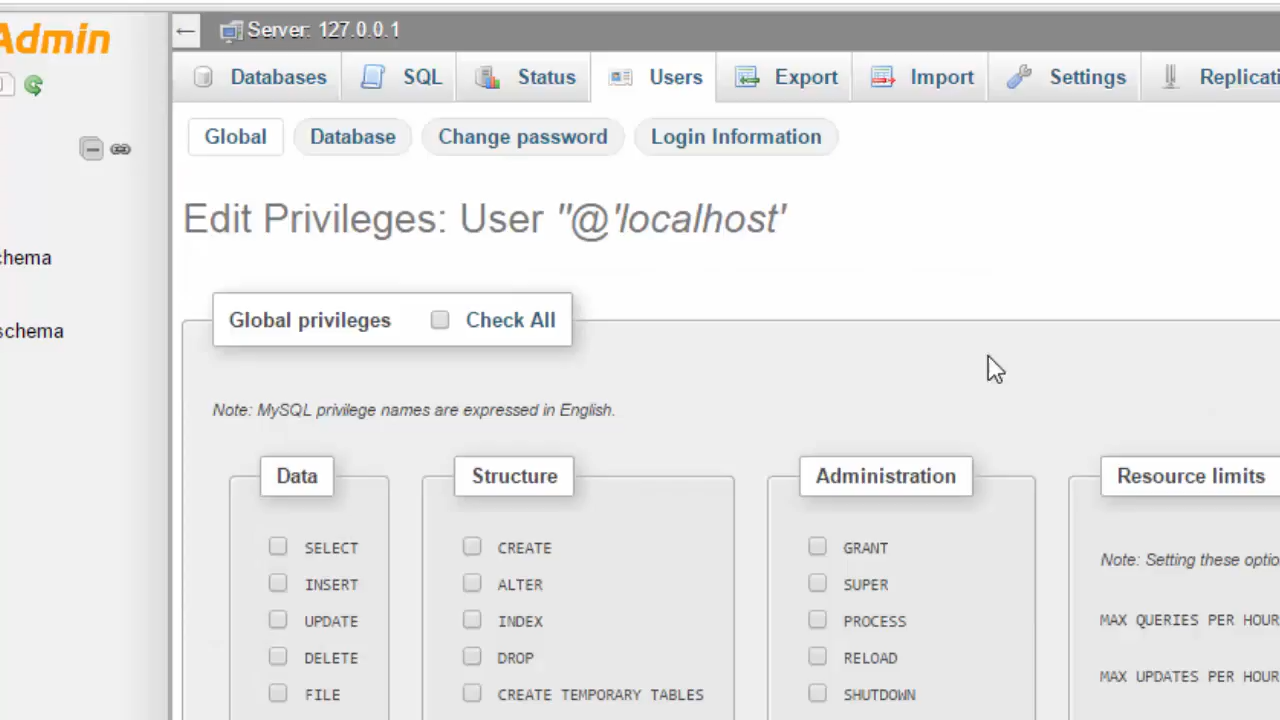 Admin
Server: 127.0.0.1
Databases SQL Status Users Export Import Settings Replicati
Global Database Change password Login Information
Edit Privileges: User ''@'localhost'
chema
schema
Global privileges Check All
Note: MySQL privilege names are expressed in English.
Data Structure Administration Resource limits
SELECT CREATE GRANT
Note: Setting these optio
INSERT ALTER SUPER
UPDATE INDEX PROCESS MAX QUERIES PER HOUR
DELETE DROP RELOAD
MAX UPDATES PER HOUR
FILE CREATE TEMPORARY TABLES SHUTDOWN